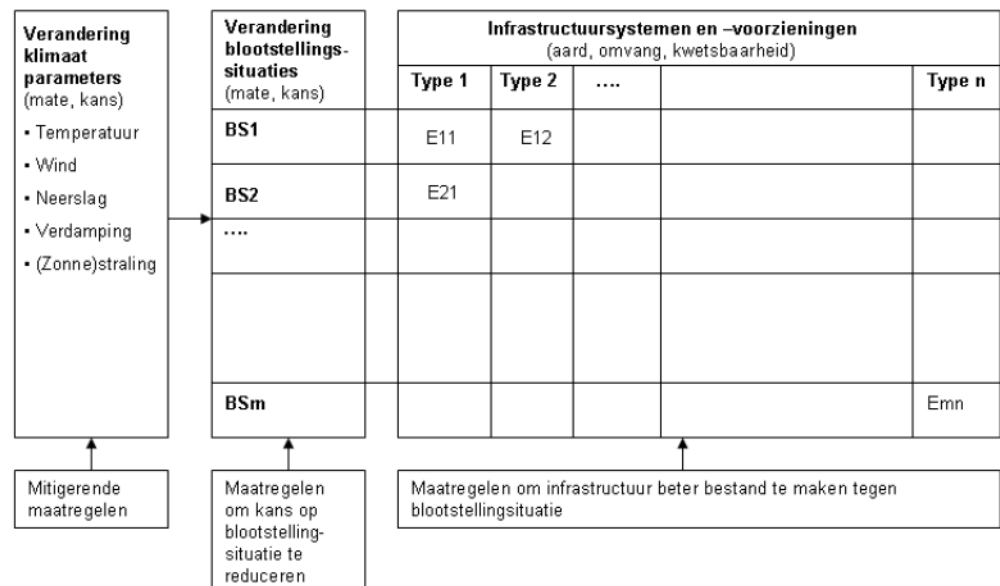 Verandering
klimaat
parameters
(mate, kans)
▪ Temperatuur
▪ Wind
▪ Neerslag
▪ Verdamping
▪ (Zonne)straling
Verandering
blootstellings-
situaties
(mate, kans)
Infrastructuursystemen en –voorzieningen
(aard, omvang, kwetsbaarheid)
Type 1 Type 2 .... Type n
BS1 E11 E12
BS2 E21
....
BSm Emn
Mitigerende
maatregelen
Maatregelen
om kans op
blootstelling-
situatie te
reduceren
Maatregelen om infrastructuur beter bestand te maken tegen
blootstellingsituatie